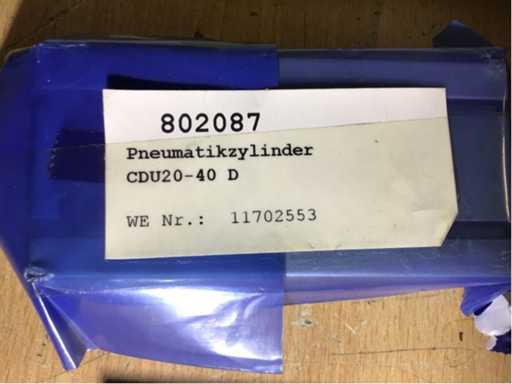 802087
Pneumatikzylinder
CDU20-40 D
WE Nr.: 11702553